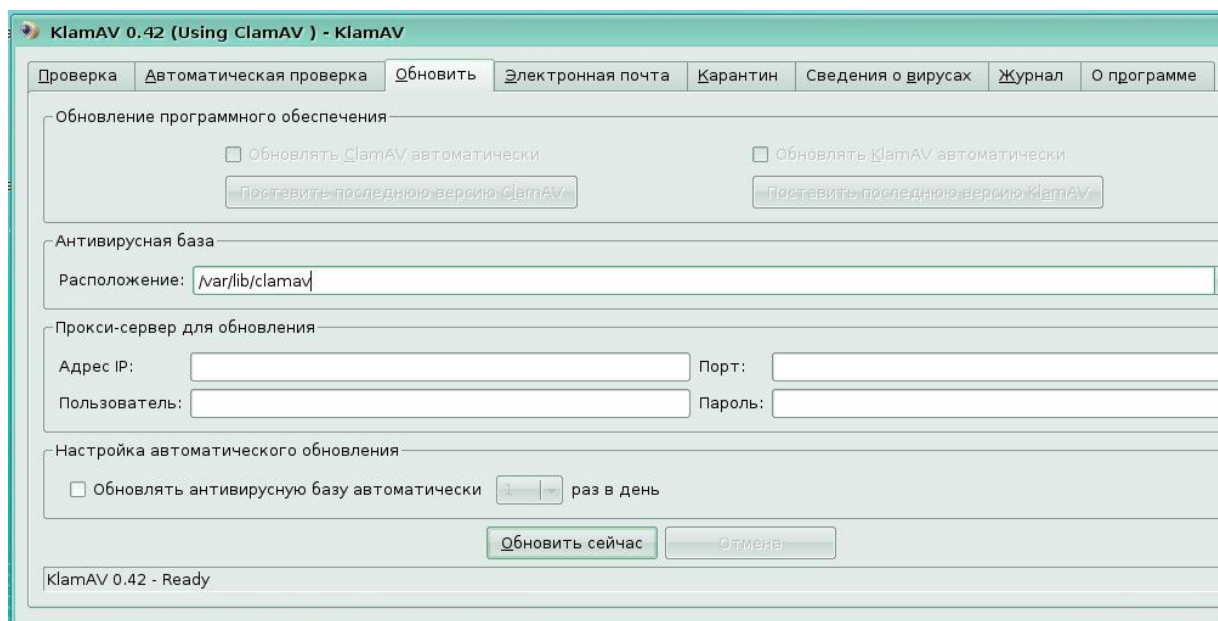 KlamAV 0.42 (Using ClamAV ) - KlamAV
Проверка Автоматическая проверка Обновить Электронная почта Карантин Сведения о вирусах Журнал О программе
Обновление программного обеспечения
Обновлять ClamAV автоматически Обновлять KlamAV автоматически
Поставить последнюю версию ClamAV Поставить последнюю версию KlamAV
Антивирусная база
Расположение: /var/lib/clamav
Прокси-сервер для обновления
Адрес IP: Порт:
Пользователь: Пароль:
Настройка автоматического обновления
Обновлять антивирусную базу автоматически 1 раз в день
Обновить сейчас Отмена
KlamAV 0.42 - Ready